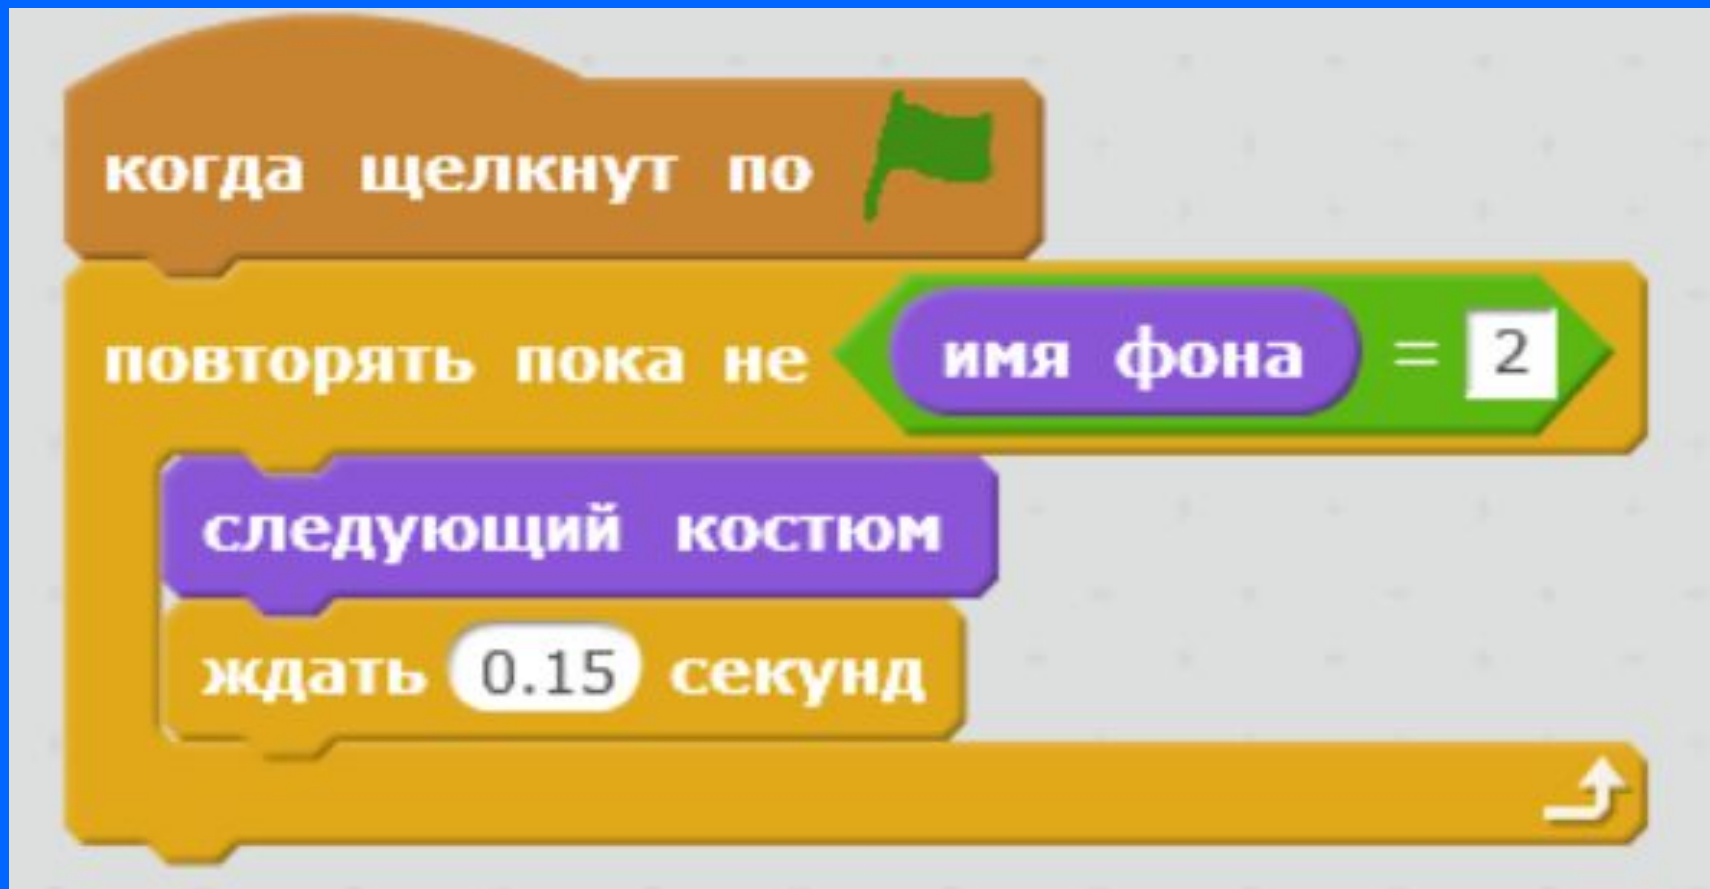 когда щелкнут по
повторять пока не имя фона = 2
следующий костюм
ждать 0.15 секунд